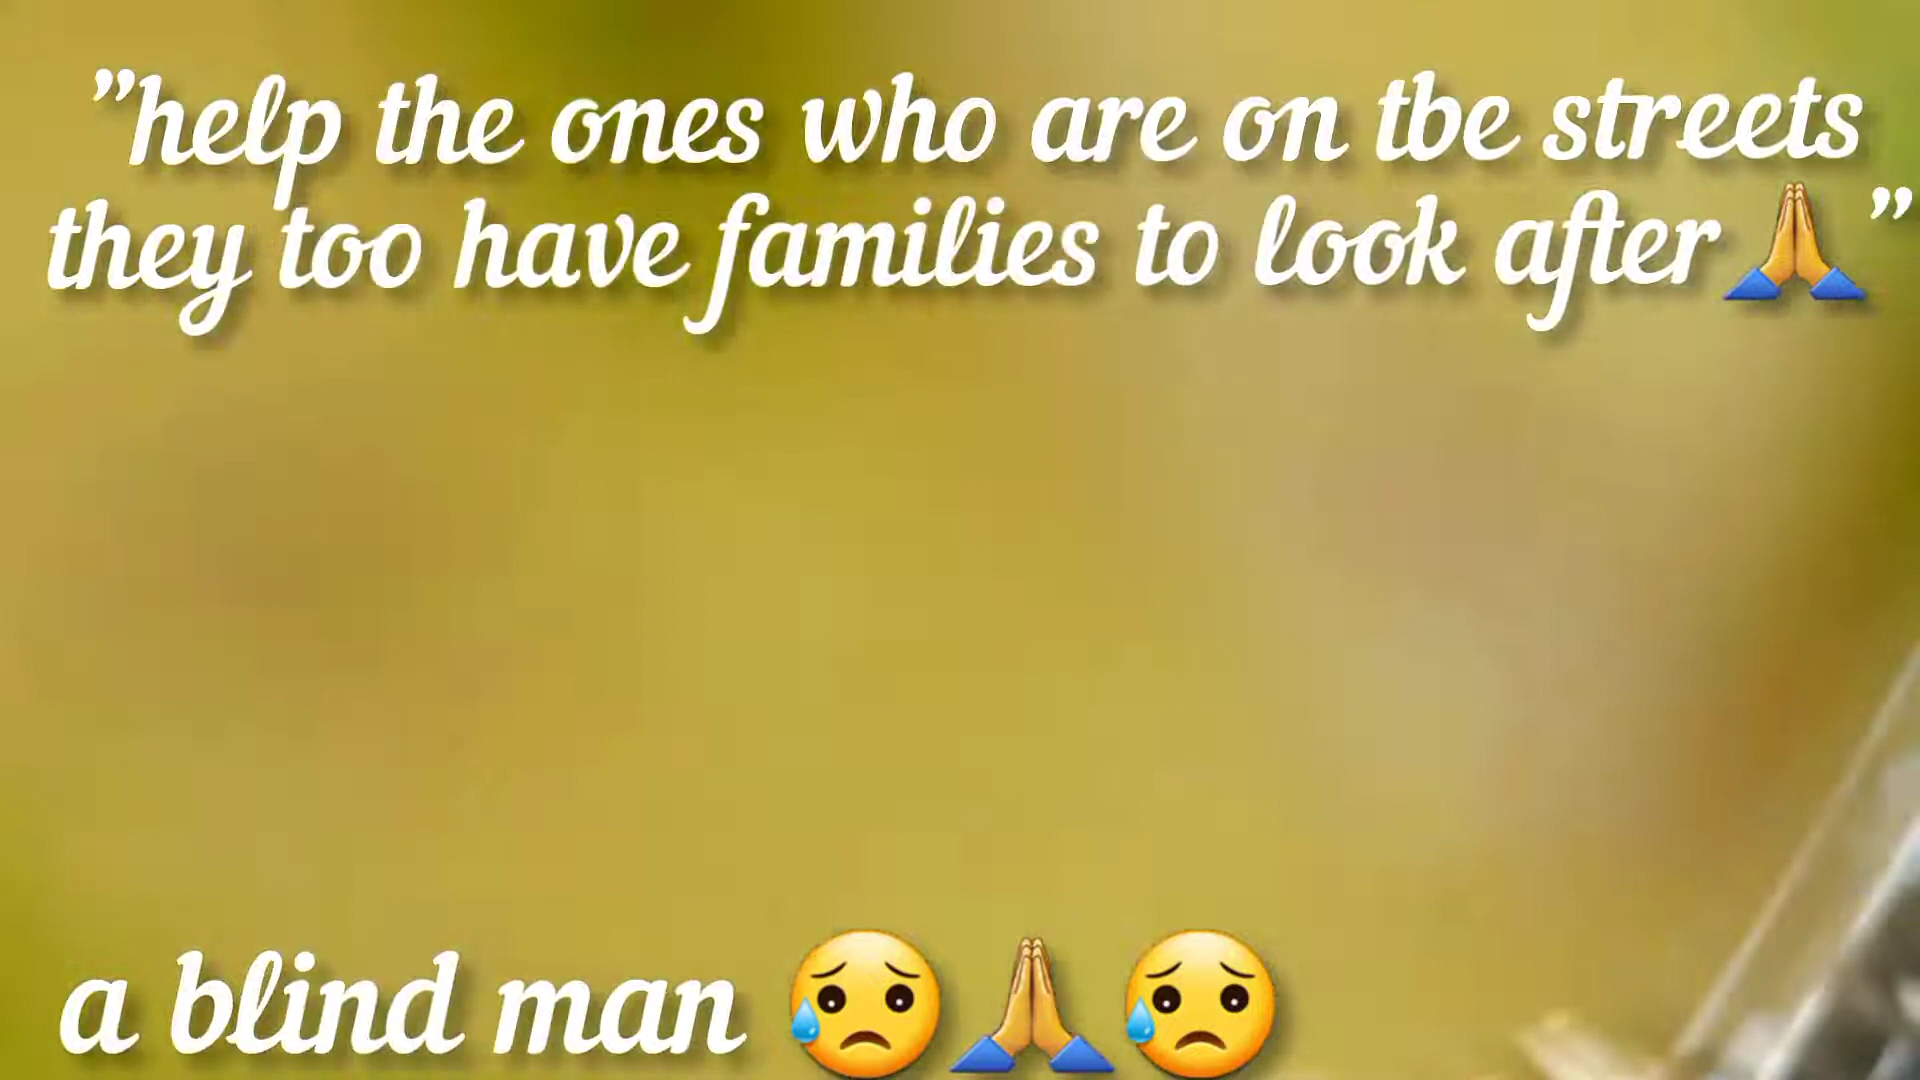 ”help the ones who are on tbe streets
they too have families to look after🙏”
a blind man 😥🙏😥